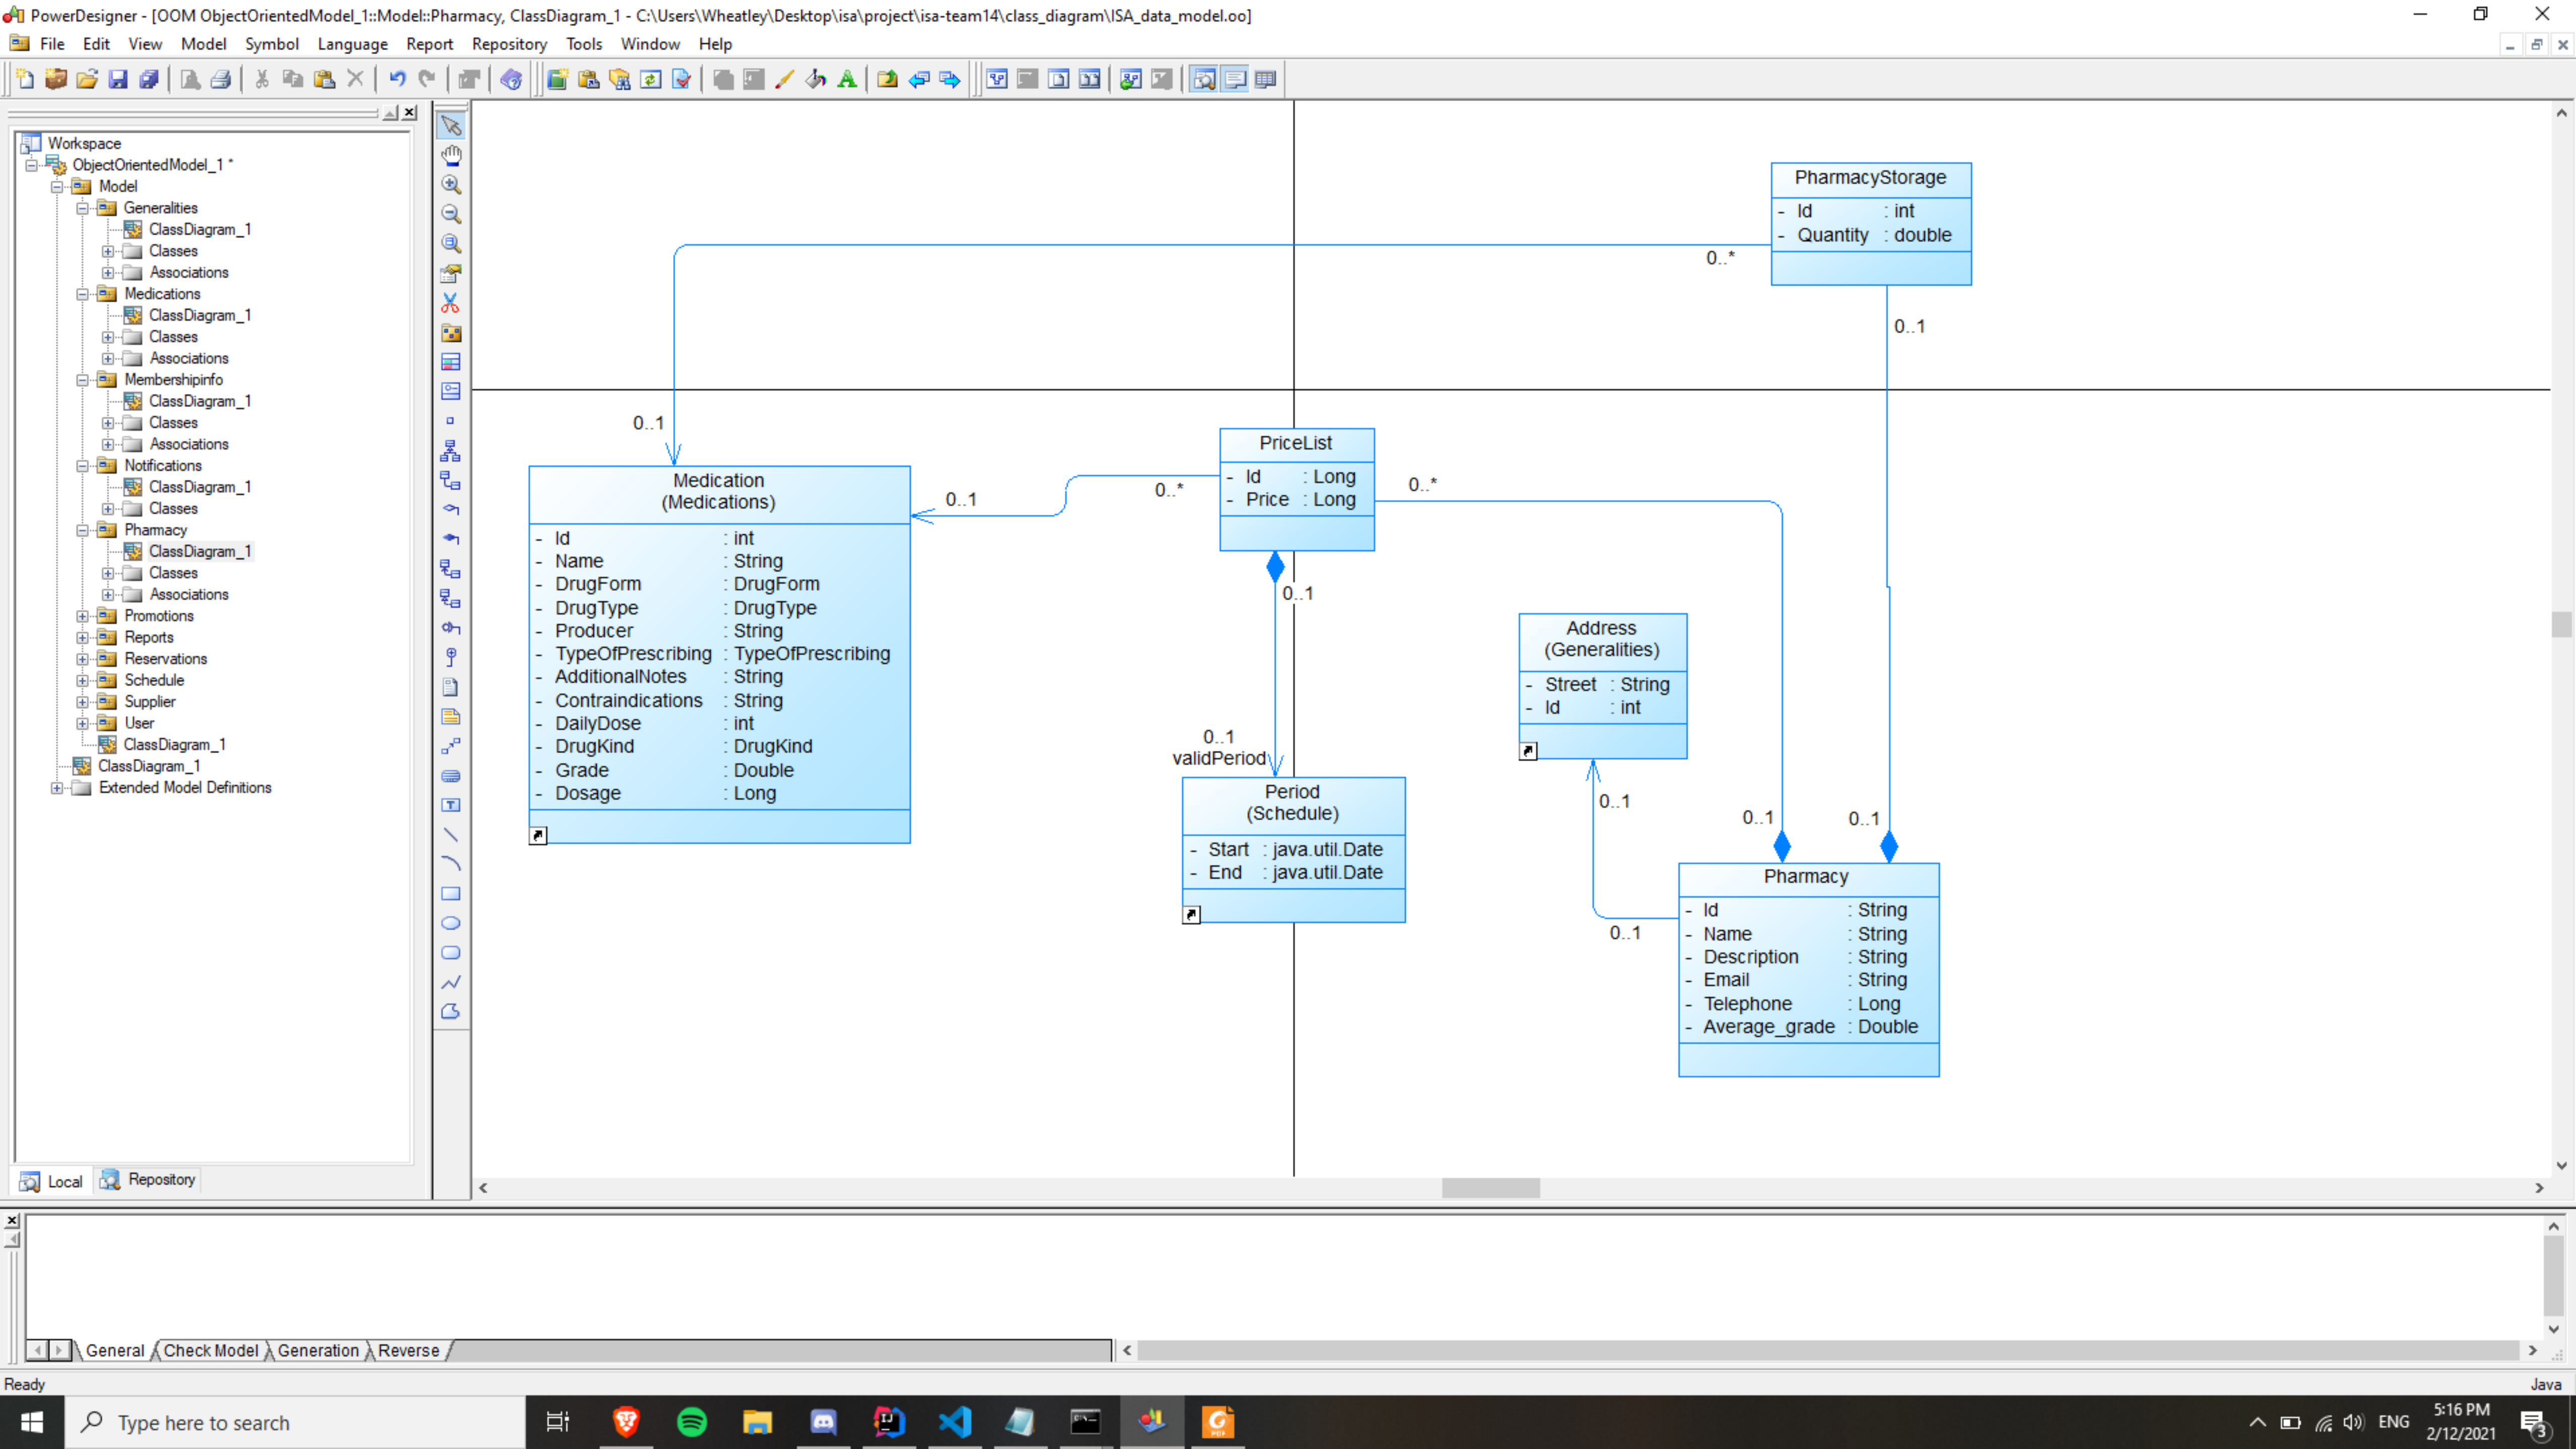 PowerDesigner - [OOM ObjectOrientedModel_1::Model::Pharmacy, ClassDiagram_1 - C:\Users\Wheatley\Desktop\isa\project\isa-team14\class_diagram\ISA_data_model.oo]
File Edit View Model Symbol Language Report Repository Tools Window Help
Workspace
ObjectOrientedModel_1 *
Model
Generalities
ClassDiagram_1
Classes
Associations
Medications
ClassDiagram_1
Classes
Associations
Membershipinfo
ClassDiagram_1
Classes
Associations
Notifications
ClassDiagram_1
Classes
Pharmacy
ClassDiagram_1
Classes
Associations
Promotions
Reports
Reservations
Schedule
Supplier
User
ClassDiagram_1
ClassDiagram_1
Extended Model Definitions
Local Repository
PharmacyStorage
- Id : int
- Quantity : double
0..*
0..1
0..1
Medication
(Medications)
- Id : int
- Name : String
- DrugForm : DrugForm
- DrugType : DrugType
- Producer : String
- TypeOfPrescribing : TypeOfPrescribing
- AdditionalNotes : String
- Contraindications : String
- DailyDose : int
- DrugKind : DrugKind
- Grade : Double
- Dosage : Long
0..1
0..*
PriceList
- Id : Long
- Price : Long
0..*
0..1
0..1
validPeriod
Period
(Schedule)
- Start : java.util.Date
- End : java.util.Date
Address
(Generalities)
- Street : String
- Id : int
0..1
0..1
0..1
0..1
Pharmacy
- Id : String
- Name : String
- Description : String
- Email : String
- Telephone : Long
- Average_grade : Double
General Check Model Generation Reverse
Ready
Java
Type here to search
ENG
5:16 PM
2/12/2021
3